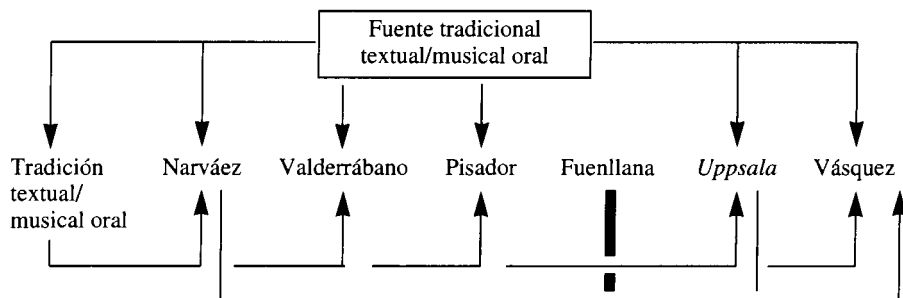 Fuente tradicional
textual/musical oral
Tradición Narváez Valderrábano Pisador Fuenllana Uppsala Vásquez
textual/
musical oral